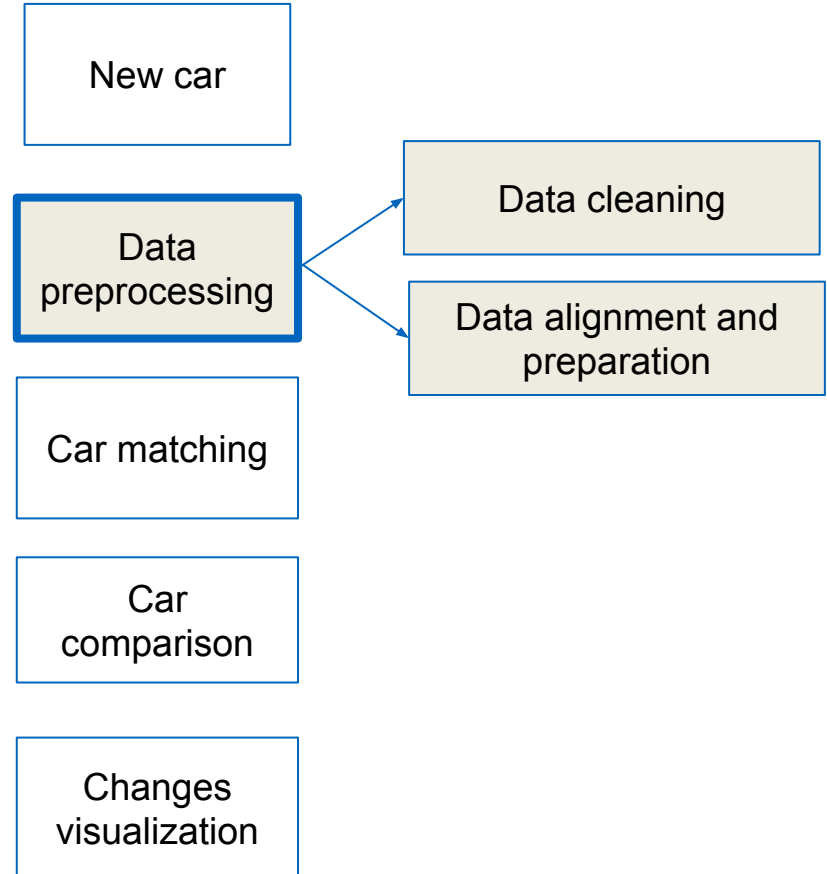 New car
Data cleaning
Data
preprocessing
Data alignment and
preparation
Car matching
Car
comparison
Changes
visualization